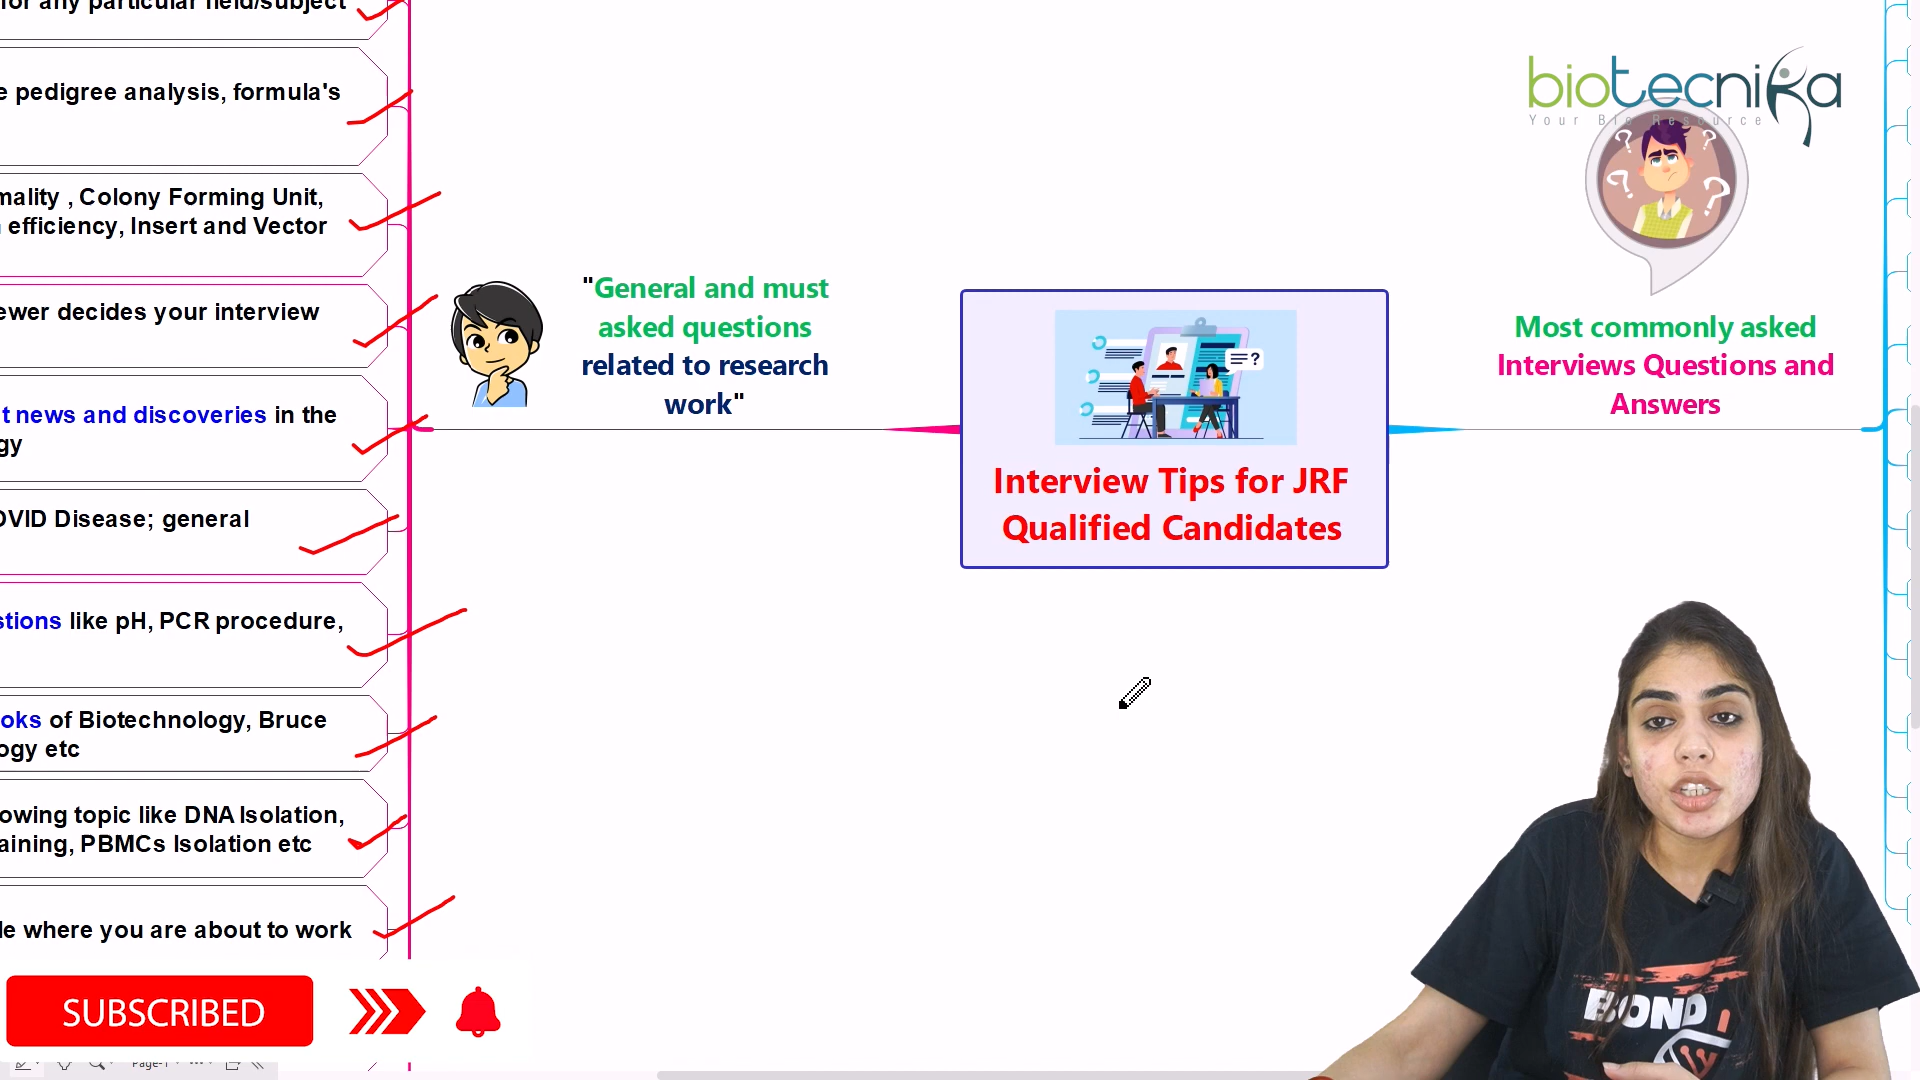 for any particular field/subject
e pedigree analysis, formula's
mality , Colony Forming Unit,
efficiency, Insert and Vector
ewer decides your interview
t news and discoveries in the
gy
OVID Disease; general
stions like pH, PCR procedure,
ooks of Biotechnology, Bruce
ogy etc
owing topic like DNA Isolation,
aining, PBMCs Isolation etc
le where you are about to work
SUBSCRIBED
Page-1
"General and must
asked questions
related to research
work"
?
Interview Tips for JRF
Qualified Candidates
biotecnika
Your Bio Resource
? ? ? ?
Most commonly asked
Interviews Questions and
Answers
BOND